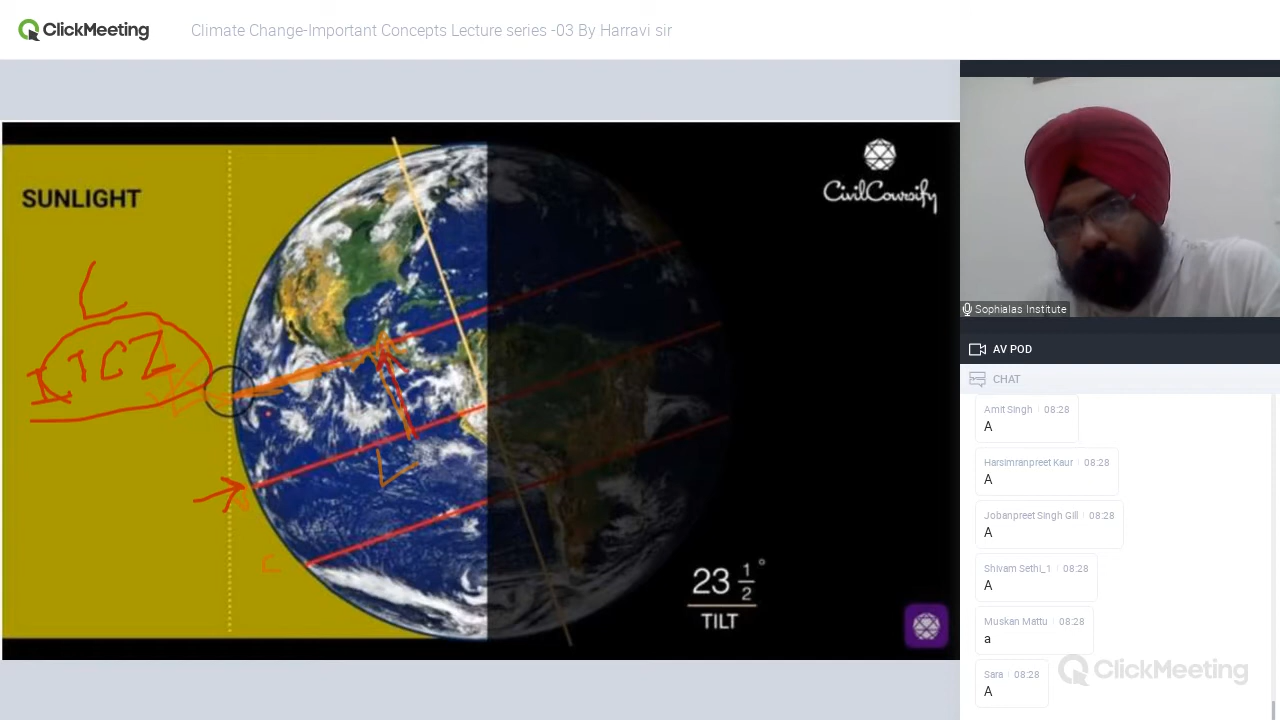 ClickMeeting
Climate Change-Important Concepts Lecture series -03 By Harravi sir
SUNLIGHT
CivilCoursify
L
ITCZ
L
23 1/2°
TILT
Sophialas Institute
AV POD
CHAT
Amit Singh 08:28
A
Harsimranpreet Kaur 08:28
A
Jobanpreet Singh Gill 08:28
A
Shivam Sethi_1 08:28
A
Muskan Mattu 08:28
a
Sara 08:28
A
ClickMeeting